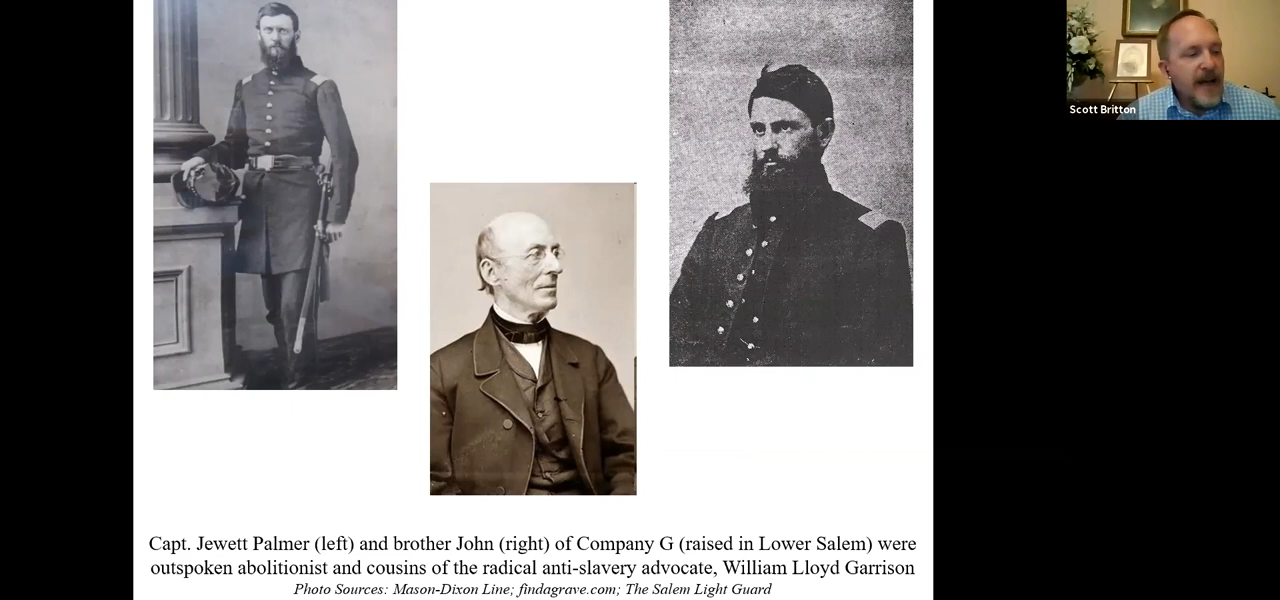 Scott Britton
Capt. Jewett Palmer (left) and brother John (right) of Company G (raised in Lower Salem) were
outspoken abolitionist and cousins of the radical anti-slavery advocate, William Lloyd Garrison
Photo Sources: Mason-Dixon Line; findagrave.com; The Salem Light Guard